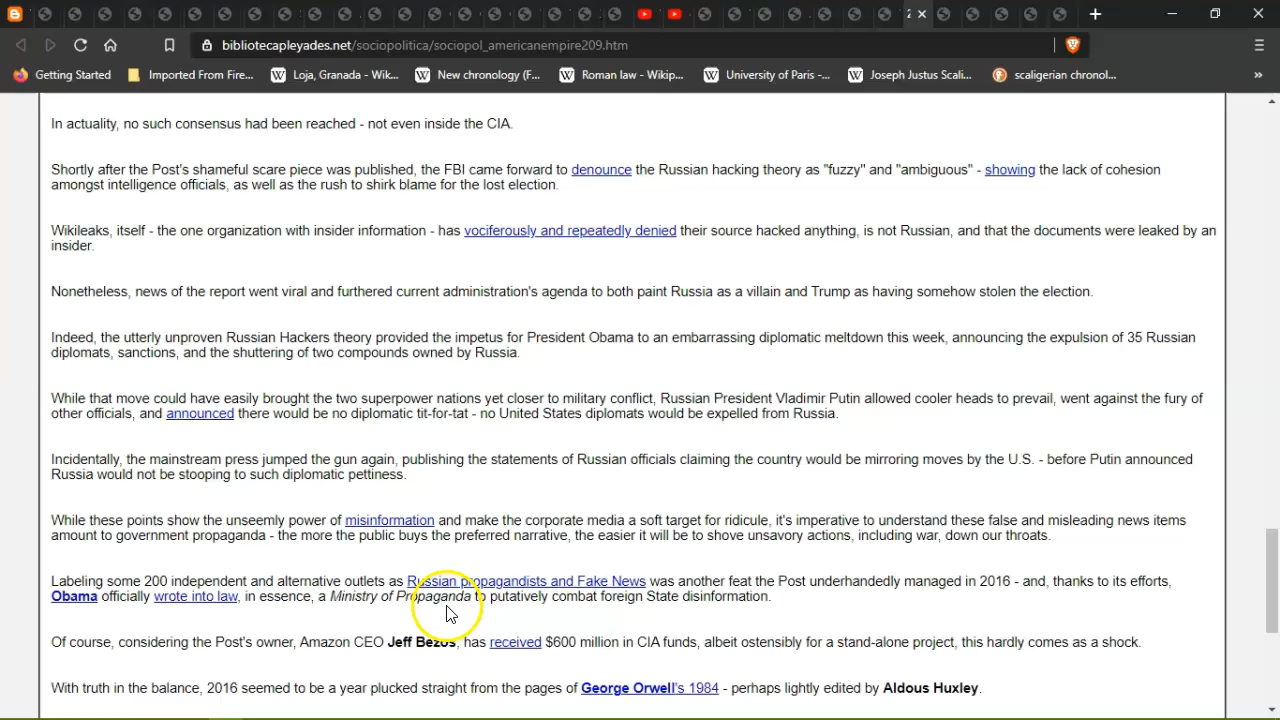 2
bibliotecapleyades.net/sociopolitica/sociopol_americanempire209.htm
Getting Started
Imported From Fire...
Loja, Granada - Wik...
New chronology (F...
Roman law - Wikip...
University of Paris -...
Joseph Justus Scali...
scaligerian chronol...
In actuality, no such consensus had been reached - not even inside the CIA.
Shortly after the Post's shameful scare piece was published, the FBI came forward to denounce the Russian hacking theory as "fuzzy" and "ambiguous" - showing the lack of cohesion
amongst intelligence officials, as well as the rush to shirk blame for the lost election.
Wikileaks, itself - the one organization with insider information - has vociferously and repeatedly denied their source hacked anything, is not Russian, and that the documents were leaked by an
insider.
Nonetheless, news of the report went viral and furthered current administration's agenda to both paint Russia as a villain and Trump as having somehow stolen the election.
Indeed, the utterly unproven Russian Hackers theory provided the impetus for President Obama to an embarrassing diplomatic meltdown this week, announcing the expulsion of 35 Russian
diplomats, sanctions, and the shuttering of two compounds owned by Russia.
While that move could have easily brought the two superpower nations yet closer to military conflict, Russian President Vladimir Putin allowed cooler heads to prevail, went against the fury of
other officials, and announced there would be no diplomatic tit-for-tat - no United States diplomats would be expelled from Russia.
Incidentally, the mainstream press jumped the gun again, publishing the statements of Russian officials claiming the country would be mirroring moves by the U.S. - before Putin announced
Russia would not be stooping to such diplomatic pettiness.
While these points show the unseemly power of misinformation and make the corporate media a soft target for ridicule, it's imperative to understand these false and misleading news items
amount to government propaganda - the more the public buys the preferred narrative, the easier it will be to shove unsavory actions, including war, down our throats.
Labeling some 200 independent and alternative outlets as Russian propagandists and Fake News was another feat the Post underhandedly managed in 2016 - and, thanks to its efforts,
Obama officially wrote into law, in essence, a Ministry of Propaganda to putatively combat foreign State disinformation.
Of course, considering the Post's owner, Amazon CEO Jeff Bezos, has received $600 million in CIA funds, albeit ostensibly for a stand-alone project, this hardly comes as a shock.
With truth in the balance, 2016 seemed to be a year plucked straight from the pages of George Orwell's 1984 - perhaps lightly edited by Aldous Huxley.